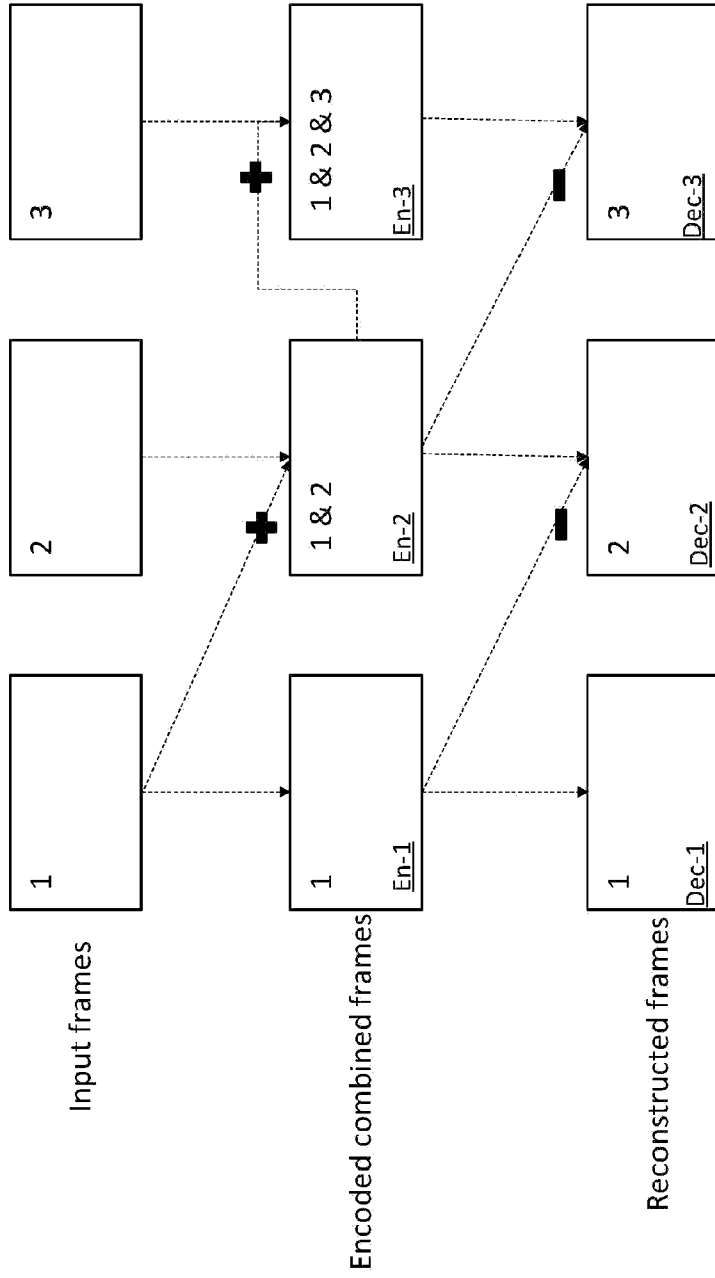 Input frames
1
2
3
Encoded combined frames
1
En-1
1 & 2
En-2
1 & 2 & 3
En-3
Reconstructed frames
1
Dec-1
2
Dec-2
3
Dec-3